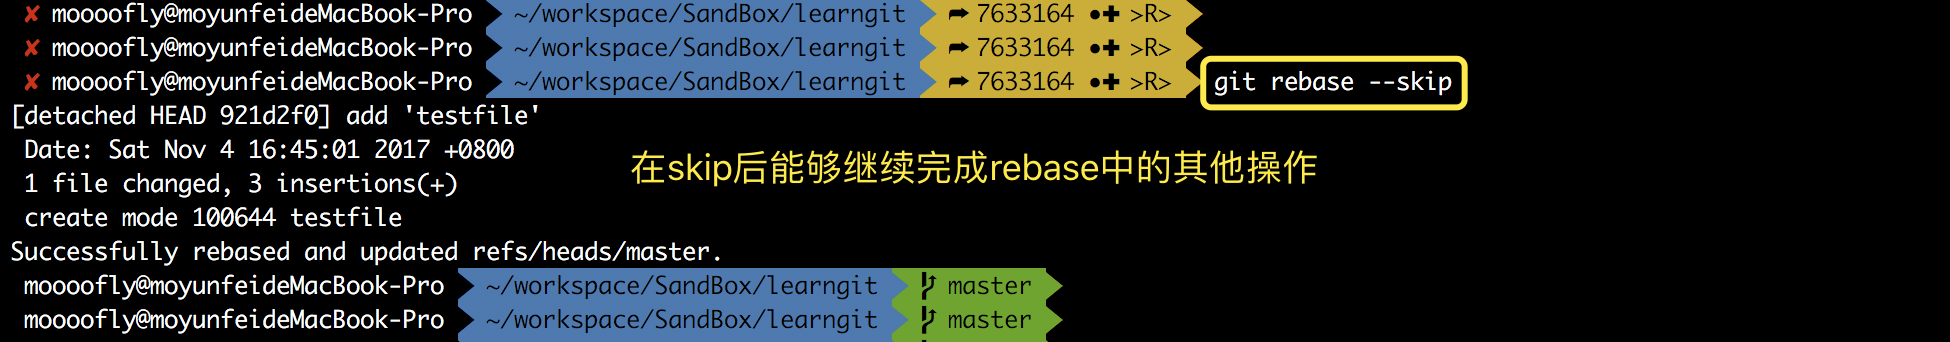 ✘ moooofly@moyunfeideMacBook-Pro ~/workspace/SandBox/learngit ➦ 7633164 ●✚ >R>
✘ moooofly@moyunfeideMacBook-Pro ~/workspace/SandBox/learngit ➦ 7633164 ●✚ >R>
✘ moooofly@moyunfeideMacBook-Pro ~/workspace/SandBox/learngit ➦ 7633164 ●✚ >R> git rebase --skip
[detached HEAD 921d2f0] add 'testfile'
Date: Sat Nov 4 16:45:01 2017 +0800
在skip后能够继续完成rebase中的其他操作
1 file changed, 3 insertions(+)
create mode 100644 testfile
Successfully rebased and updated refs/heads/master.
moooofly@moyunfeideMacBook-Pro ~/workspace/SandBox/learngit master
moooofly@moyunfeideMacBook-Pro ~/workspace/SandBox/learngit master